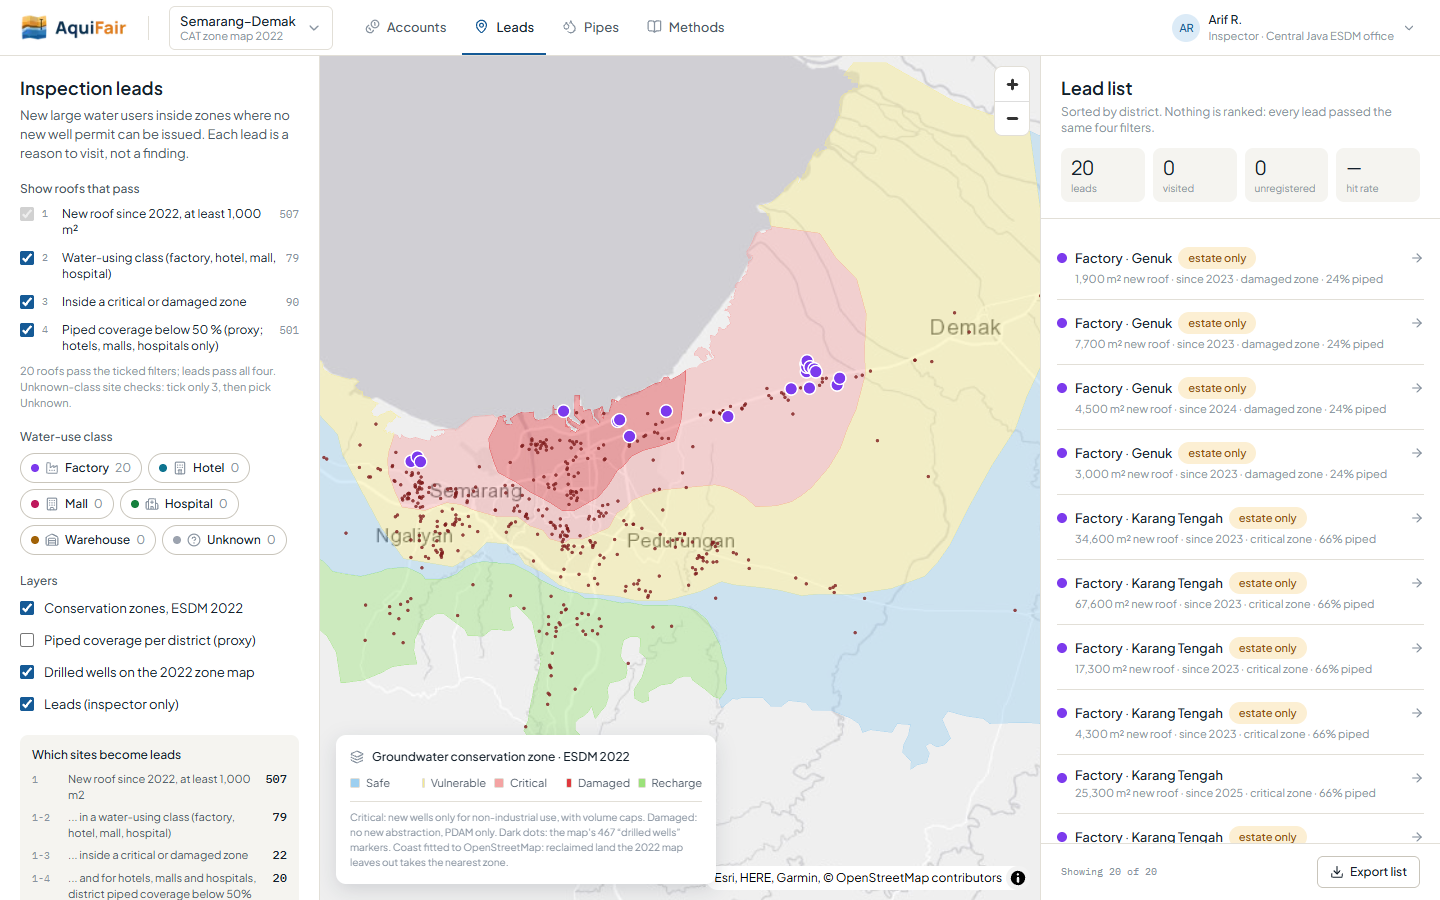 AquiFair
Semarang–Demak
CAT zone map 2022
Accounts
Leads
Pipes
Methods
AR
Arif R.
Inspector · Central Java ESDM office
Inspection leads
New large water users inside zones where no
new well permit can be issued. Each lead is a
reason to visit, not a finding.
Show roofs that pass
1 New roof since 2022, at least 1,000 507
m²
2 Water-using class (factory, hotel, mall, 79
hospital)
3 Inside a critical or damaged zone 90
4 Piped coverage below 50 % (proxy; 501
hotels, malls, hospitals only)
20 roofs pass the ticked filters; leads pass all four.
Unknown-class site checks: tick only 3, then pick
Unknown.
Water-use class
Factory 20
Hotel 0
Mall 0
Hospital 0
Warehouse 0
Unknown 0
Layers
Conservation zones, ESDM 2022
Piped coverage per district (proxy)
Drilled wells on the 2022 zone map
Leads (inspector only)
Which sites become leads
1 New roof since 2022, at least 1,000 507
m2
1-2 ... in a water-using class (factory, 79
hotel, mall, hospital)
1-3 ... inside a critical or damaged zone 22
1-4 ... and for hotels, malls and hospitals, 20
district piped coverage below 50%
+
−
Demak
Semarang
Ngaliyan
Pedurungan
Groundwater conservation zone · ESDM 2022
Safe
Vulnerable
Critical
Damaged
Recharge
Critical: new wells only for non-industrial use, with volume caps. Damaged:
no new abstraction, PDAM only. Dark dots: the map's 467 "drilled wells"
markers. Coast fitted to OpenStreetMap: reclaimed land the 2022 map
leaves out takes the nearest zone.
Esri, HERE, Garmin, © OpenStreetMap contributors
Lead list
Sorted by district. Nothing is ranked: every lead passed the
same four filters.
20
leads
0
visited
0
unregistered
—
hit rate
Factory · Genuk estate only
1,900 m² new roof · since 2023 · damaged zone · 24% piped
Factory · Genuk estate only
7,700 m² new roof · since 2023 · damaged zone · 24% piped
Factory · Genuk estate only
4,500 m² new roof · since 2024 · damaged zone · 24% piped
Factory · Genuk estate only
3,000 m² new roof · since 2023 · damaged zone · 24% piped
Factory · Karang Tengah estate only
34,600 m² new roof · since 2023 · critical zone · 66% piped
Factory · Karang Tengah estate only
67,600 m² new roof · since 2023 · critical zone · 66% piped
Factory · Karang Tengah estate only
17,300 m² new roof · since 2023 · critical zone · 66% piped
Factory · Karang Tengah estate only
4,300 m² new roof · since 2023 · critical zone · 66% piped
Factory · Karang Tengah
25,300 m² new roof · since 2025 · critical zone · 66% piped
Factory · Karang Tengah estate only
Showing 20 of 20
Export list